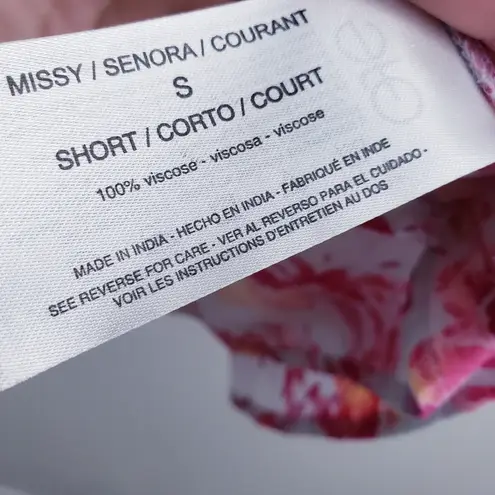 MISSY / SENORA / COURANT
S
SHORT / CORTO / COURT
100% viscose - viscosa - viscose
MADE IN INDIA - HECHO EN INDIA - FABRIQUÉ EN INDE
SEE REVERSE FOR CARE - VER AL REVERSO PARA EL CUIDADO -
VOIR LES INSTRUCTIONS D'ENTRETIEN AU DOS